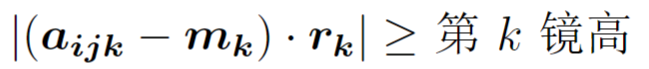 |(a_{ijk} − m_k) · r_k| ≥ 第 k 镜高